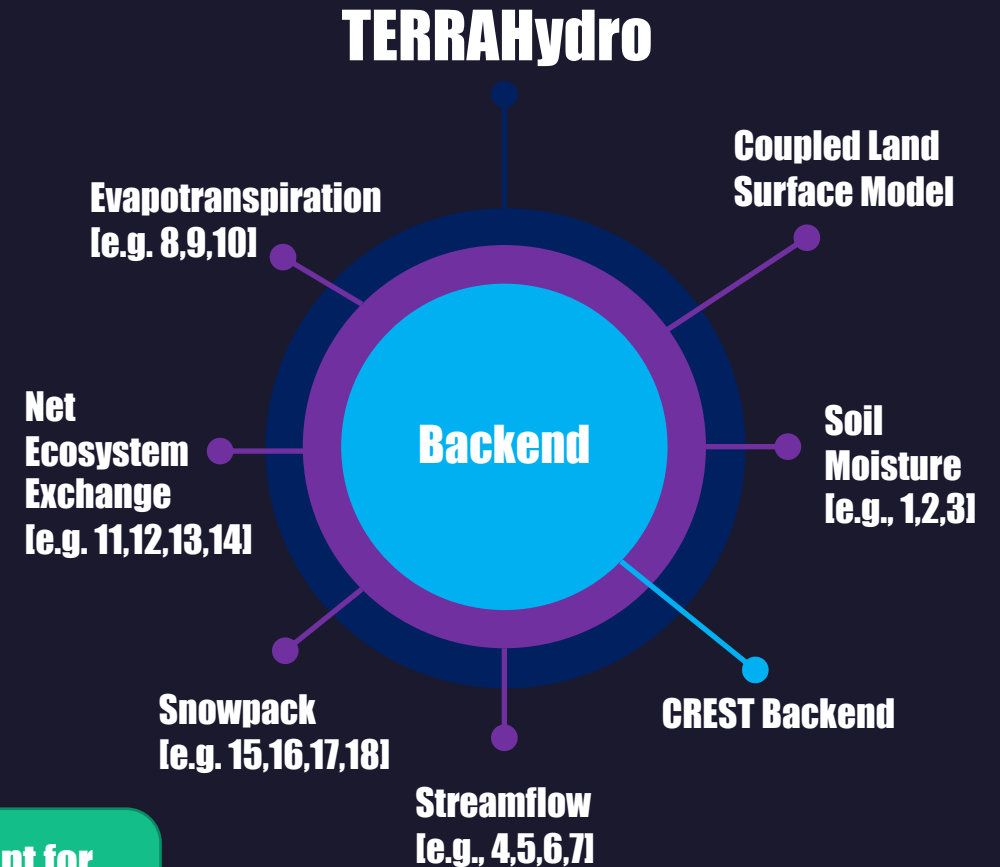 TERRAHydro
Coupled Land
Surface Model
Evapotranspiration
[e.g. 8,9,10]
Net
Ecosystem
Exchange
[e.g. 11,12,13,14]
Backend
Soil
Moisture
[e.g., 1,2,3]
Snowpack
[e.g. 15,16,17,18]
CREST Backend
Streamflow
[e.g., 4,5,6,7]
for